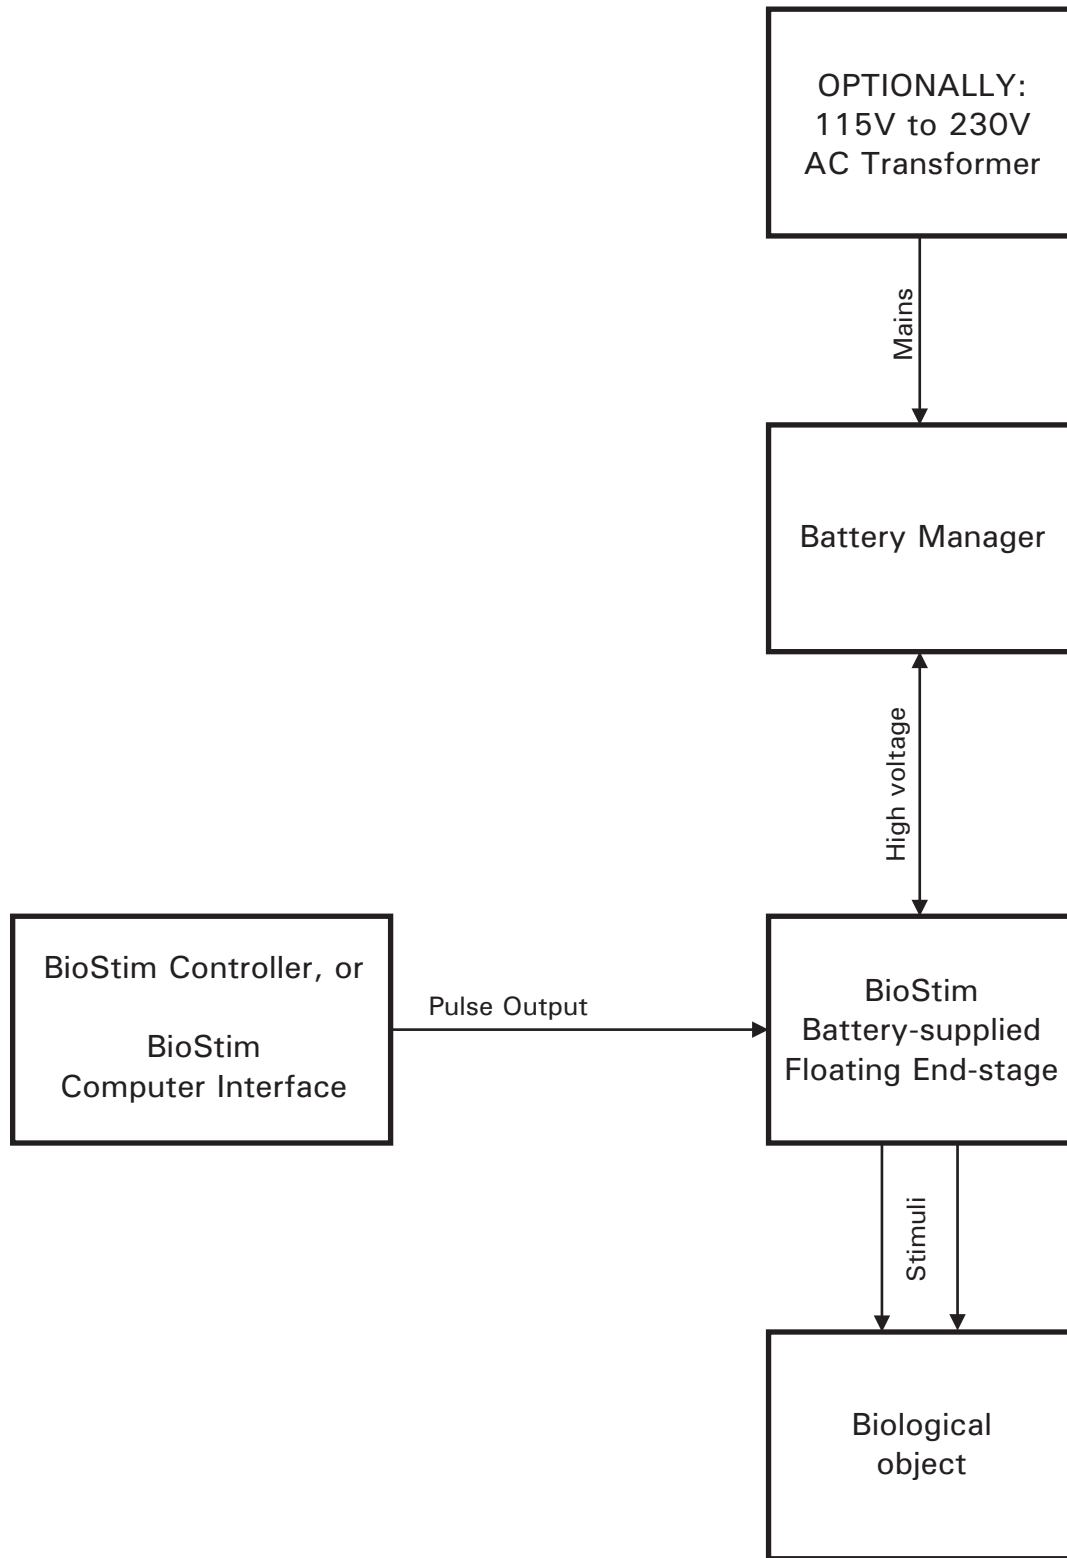 OPTIONALLY:
115V to 230V
AC Transformer
Mains
Battery Manager
High voltage
BioStim Controller, or
BioStim
Computer Interface
Pulse Output
BioStim
Battery-supplied
Floating End-stage
Stimuli
Biological
object